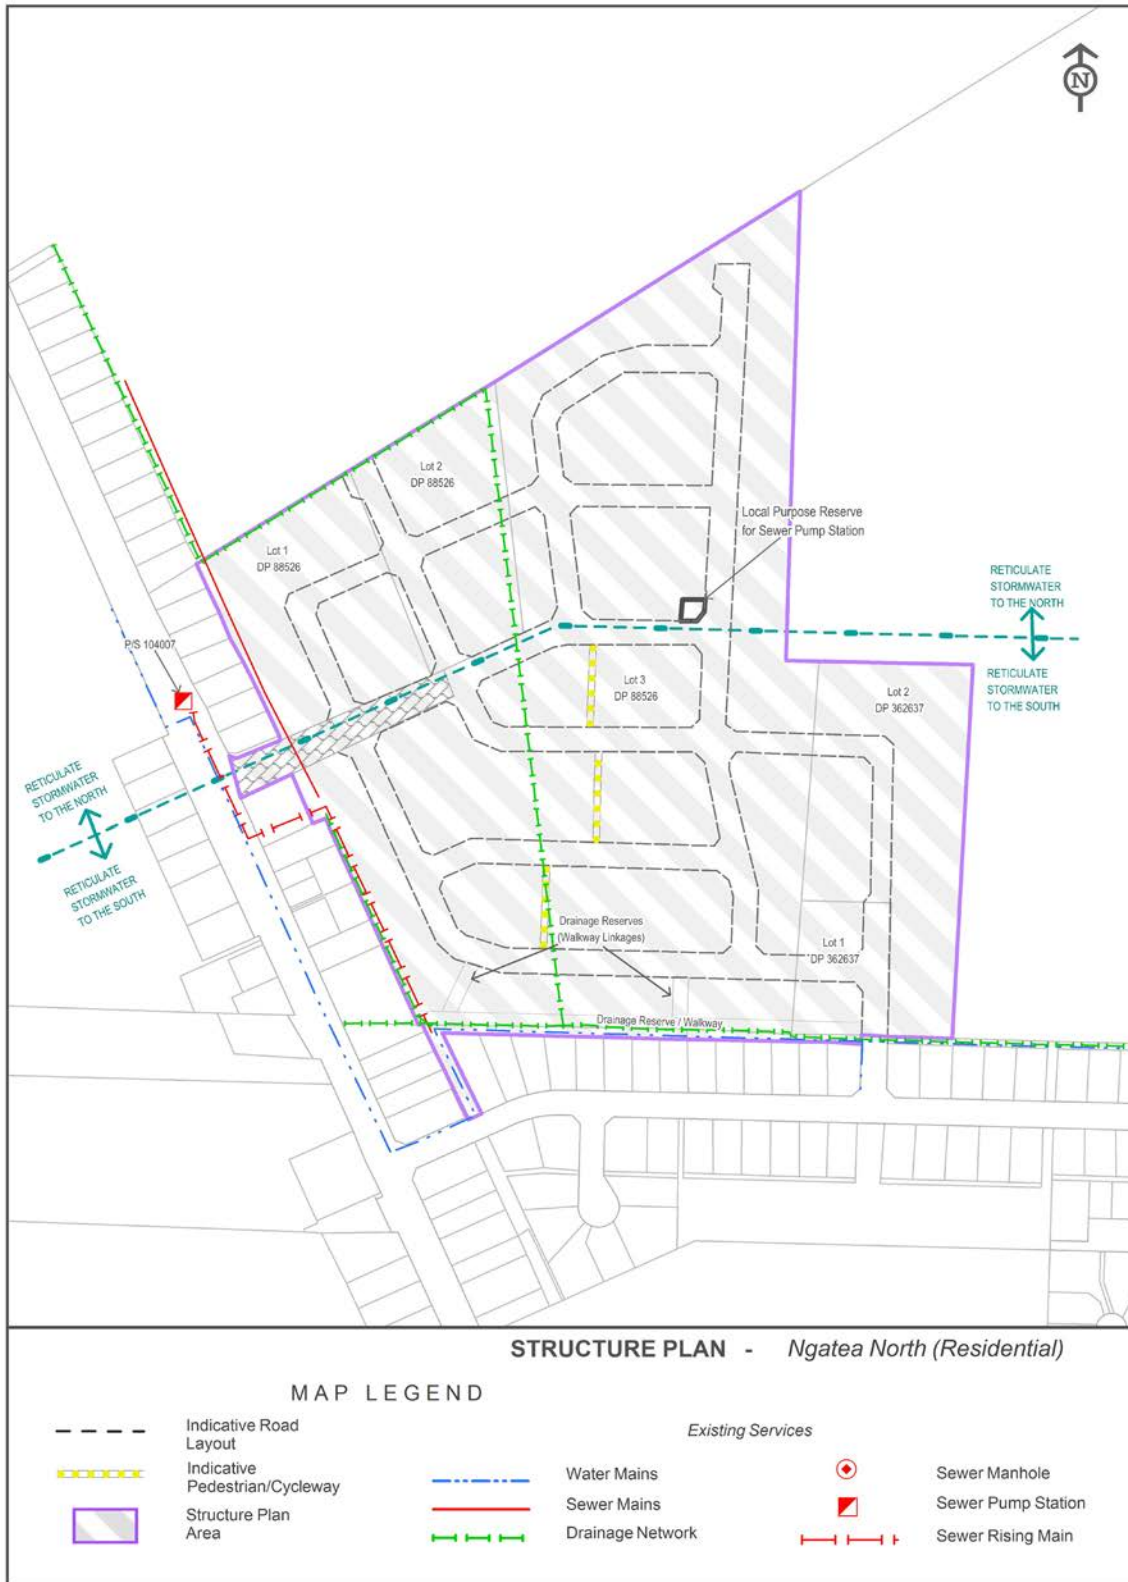 N
Lot 2
DP 88526
Lot 1
DP 88526
Local Purpose Reserve
for Sewer Pump Station
RETICULATE
STORMWATER
TO THE NORTH
RETICULATE
STORMWATER
TO THE SOUTH
P/S 104007
Lot 3
DP 88526
Lot 2
DP 362637
RETICULATE
STORMWATER
TO THE NORTH
RETICULATE
STORMWATER
TO THE SOUTH
Drainage Reserves
(Walkway Linkages)
Lot 1
DP 362637
Drainage Reserve / Walkway
STRUCTURE PLAN - Ngatea North (Residential)
MAP LEGEND
Indicative Road
Layout
Indicative
Pedestrian/Cycleway
Structure Plan
Area
Existing Services
Water Mains
Sewer Mains
Drainage Network
Sewer Manhole
Sewer Pump Station
Sewer Rising Main